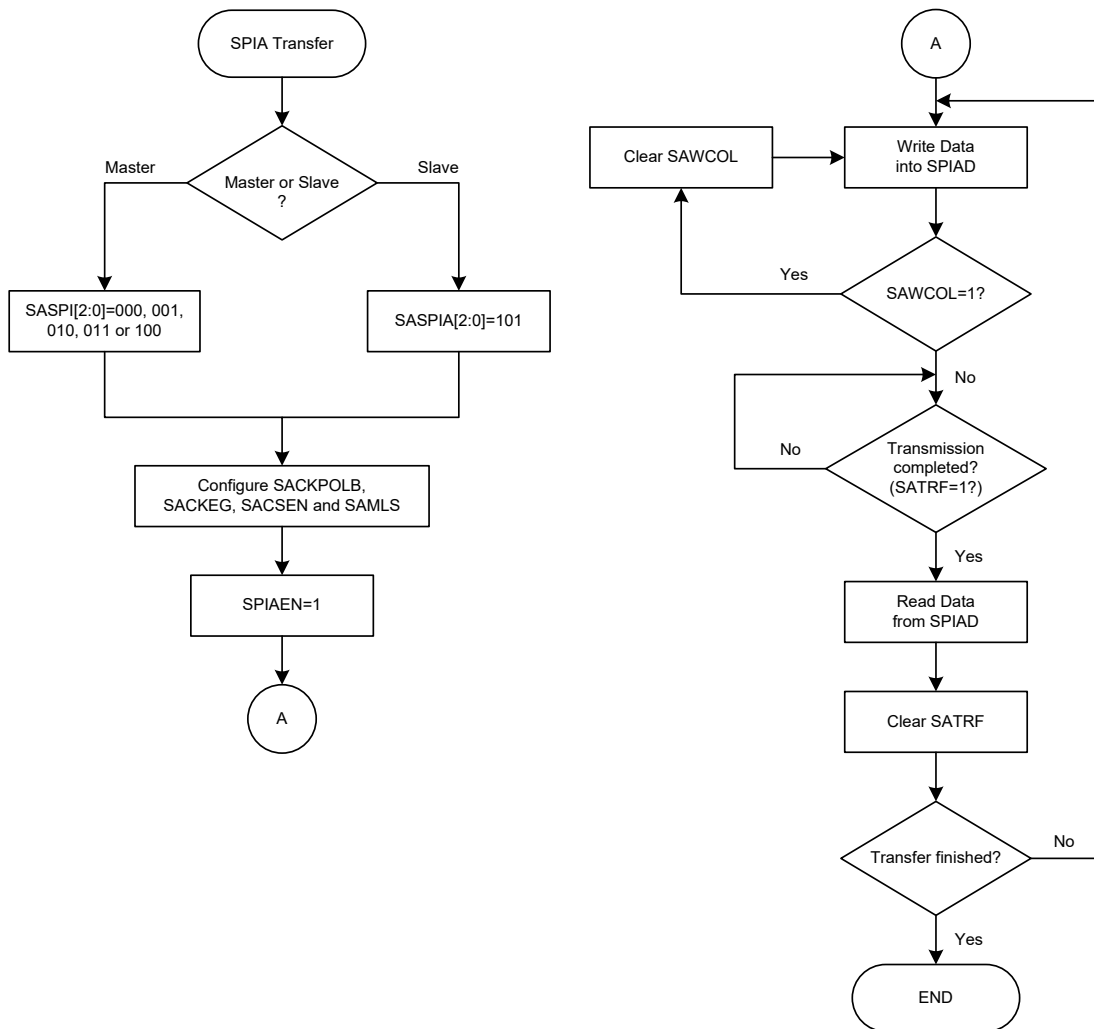 SPIA Transfer
Master
Master or Slave
?
Slave
SASPI[2:0]=000, 001,
010, 011 or 100
SASPIA[2:0]=101
Configure SACKPOLB,
SACKEG, SACSEN and SAMLS
SPIAEN=1
A
A
Clear SAWCOL
Write Data
into SPIAD
Yes
SAWCOL=1?
No
No
Transmission
completed?
(SATRF=1?)
Yes
Read Data
from SPIAD
Clear SATRF
Transfer finished?
No
Yes
END